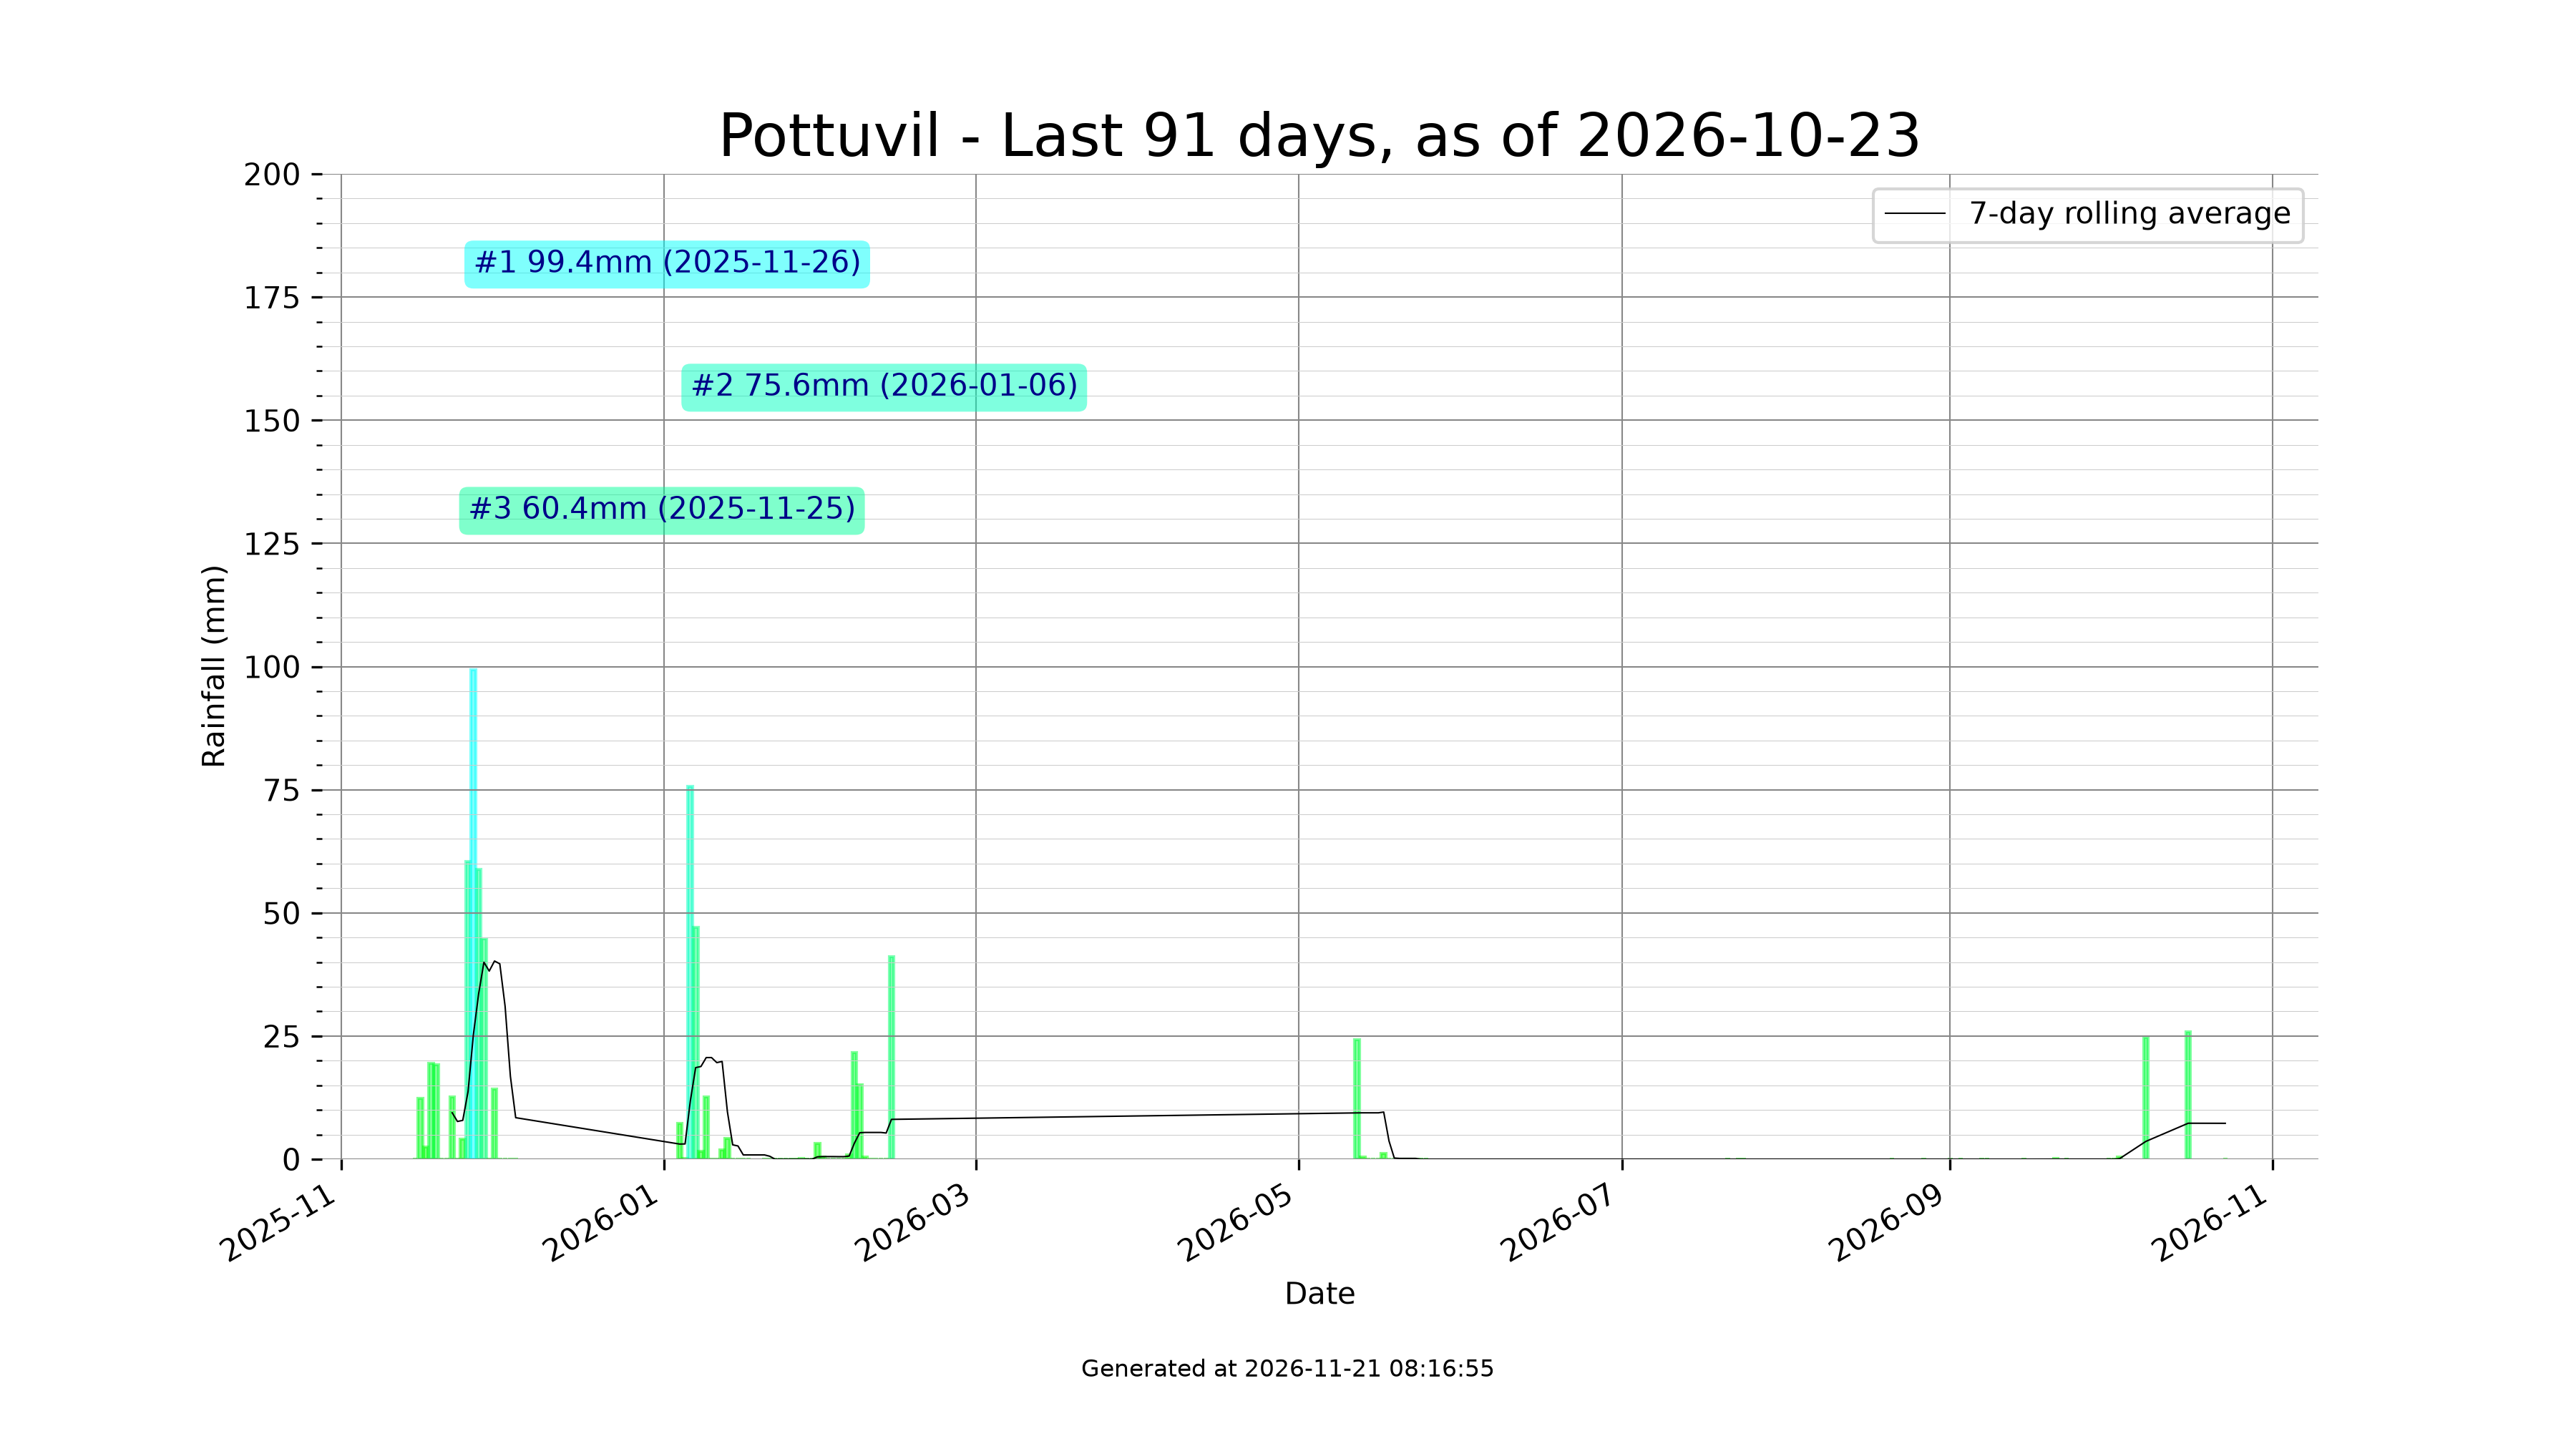 Pottuvil - Last 91 days, as of 2026-10-23
7-day rolling average
#1 99.4mm (2025-11-26)
#2 75.6mm (2026-01-06)
#3 60.4mm (2025-11-25)
Rainfall (mm)
200
175
150
125
100
75
50
25
0
2025-11
2026-01
2026-03
2026-05
2026-07
2026-09
2026-11
Date
Generated at 2026-11-21 08:16:55